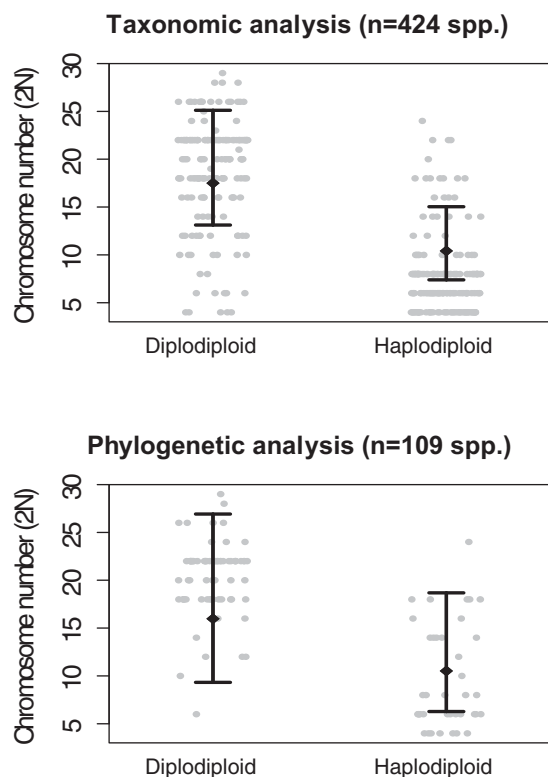 Taxonomic analysis (n=424 spp.)
Chromosome number (2N)
30
25
20
15
10
5
Diplodiploid
Haplodiploid
Phylogenetic analysis (n=109 spp.)
Chromosome number (2N)
30
25
20
15
10
5
Diplodiploid
Haplodiploid